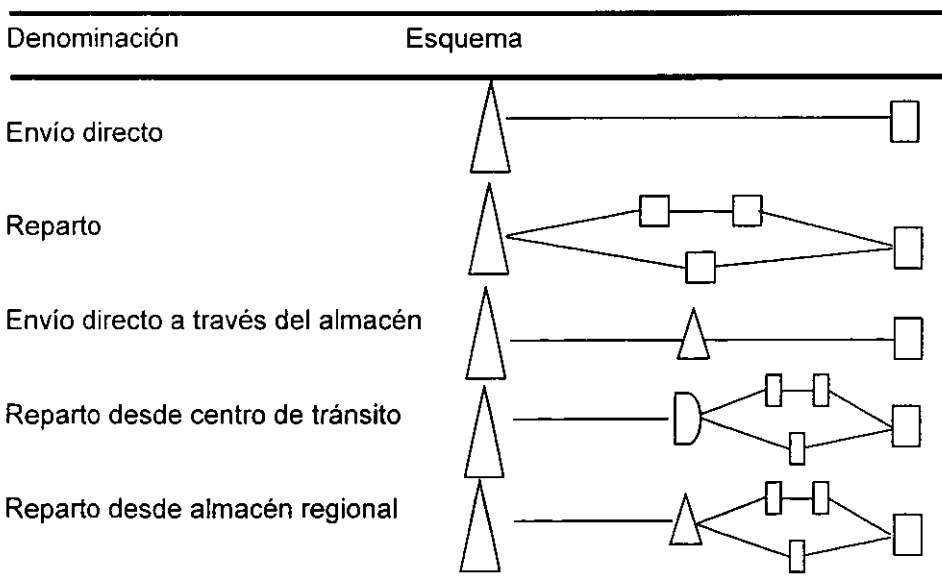 Denominación Esquema
Envío directo
Reparto
Envío directo a través del almacén
Reparto desde centro de tránsito
Reparto desde almacén regional